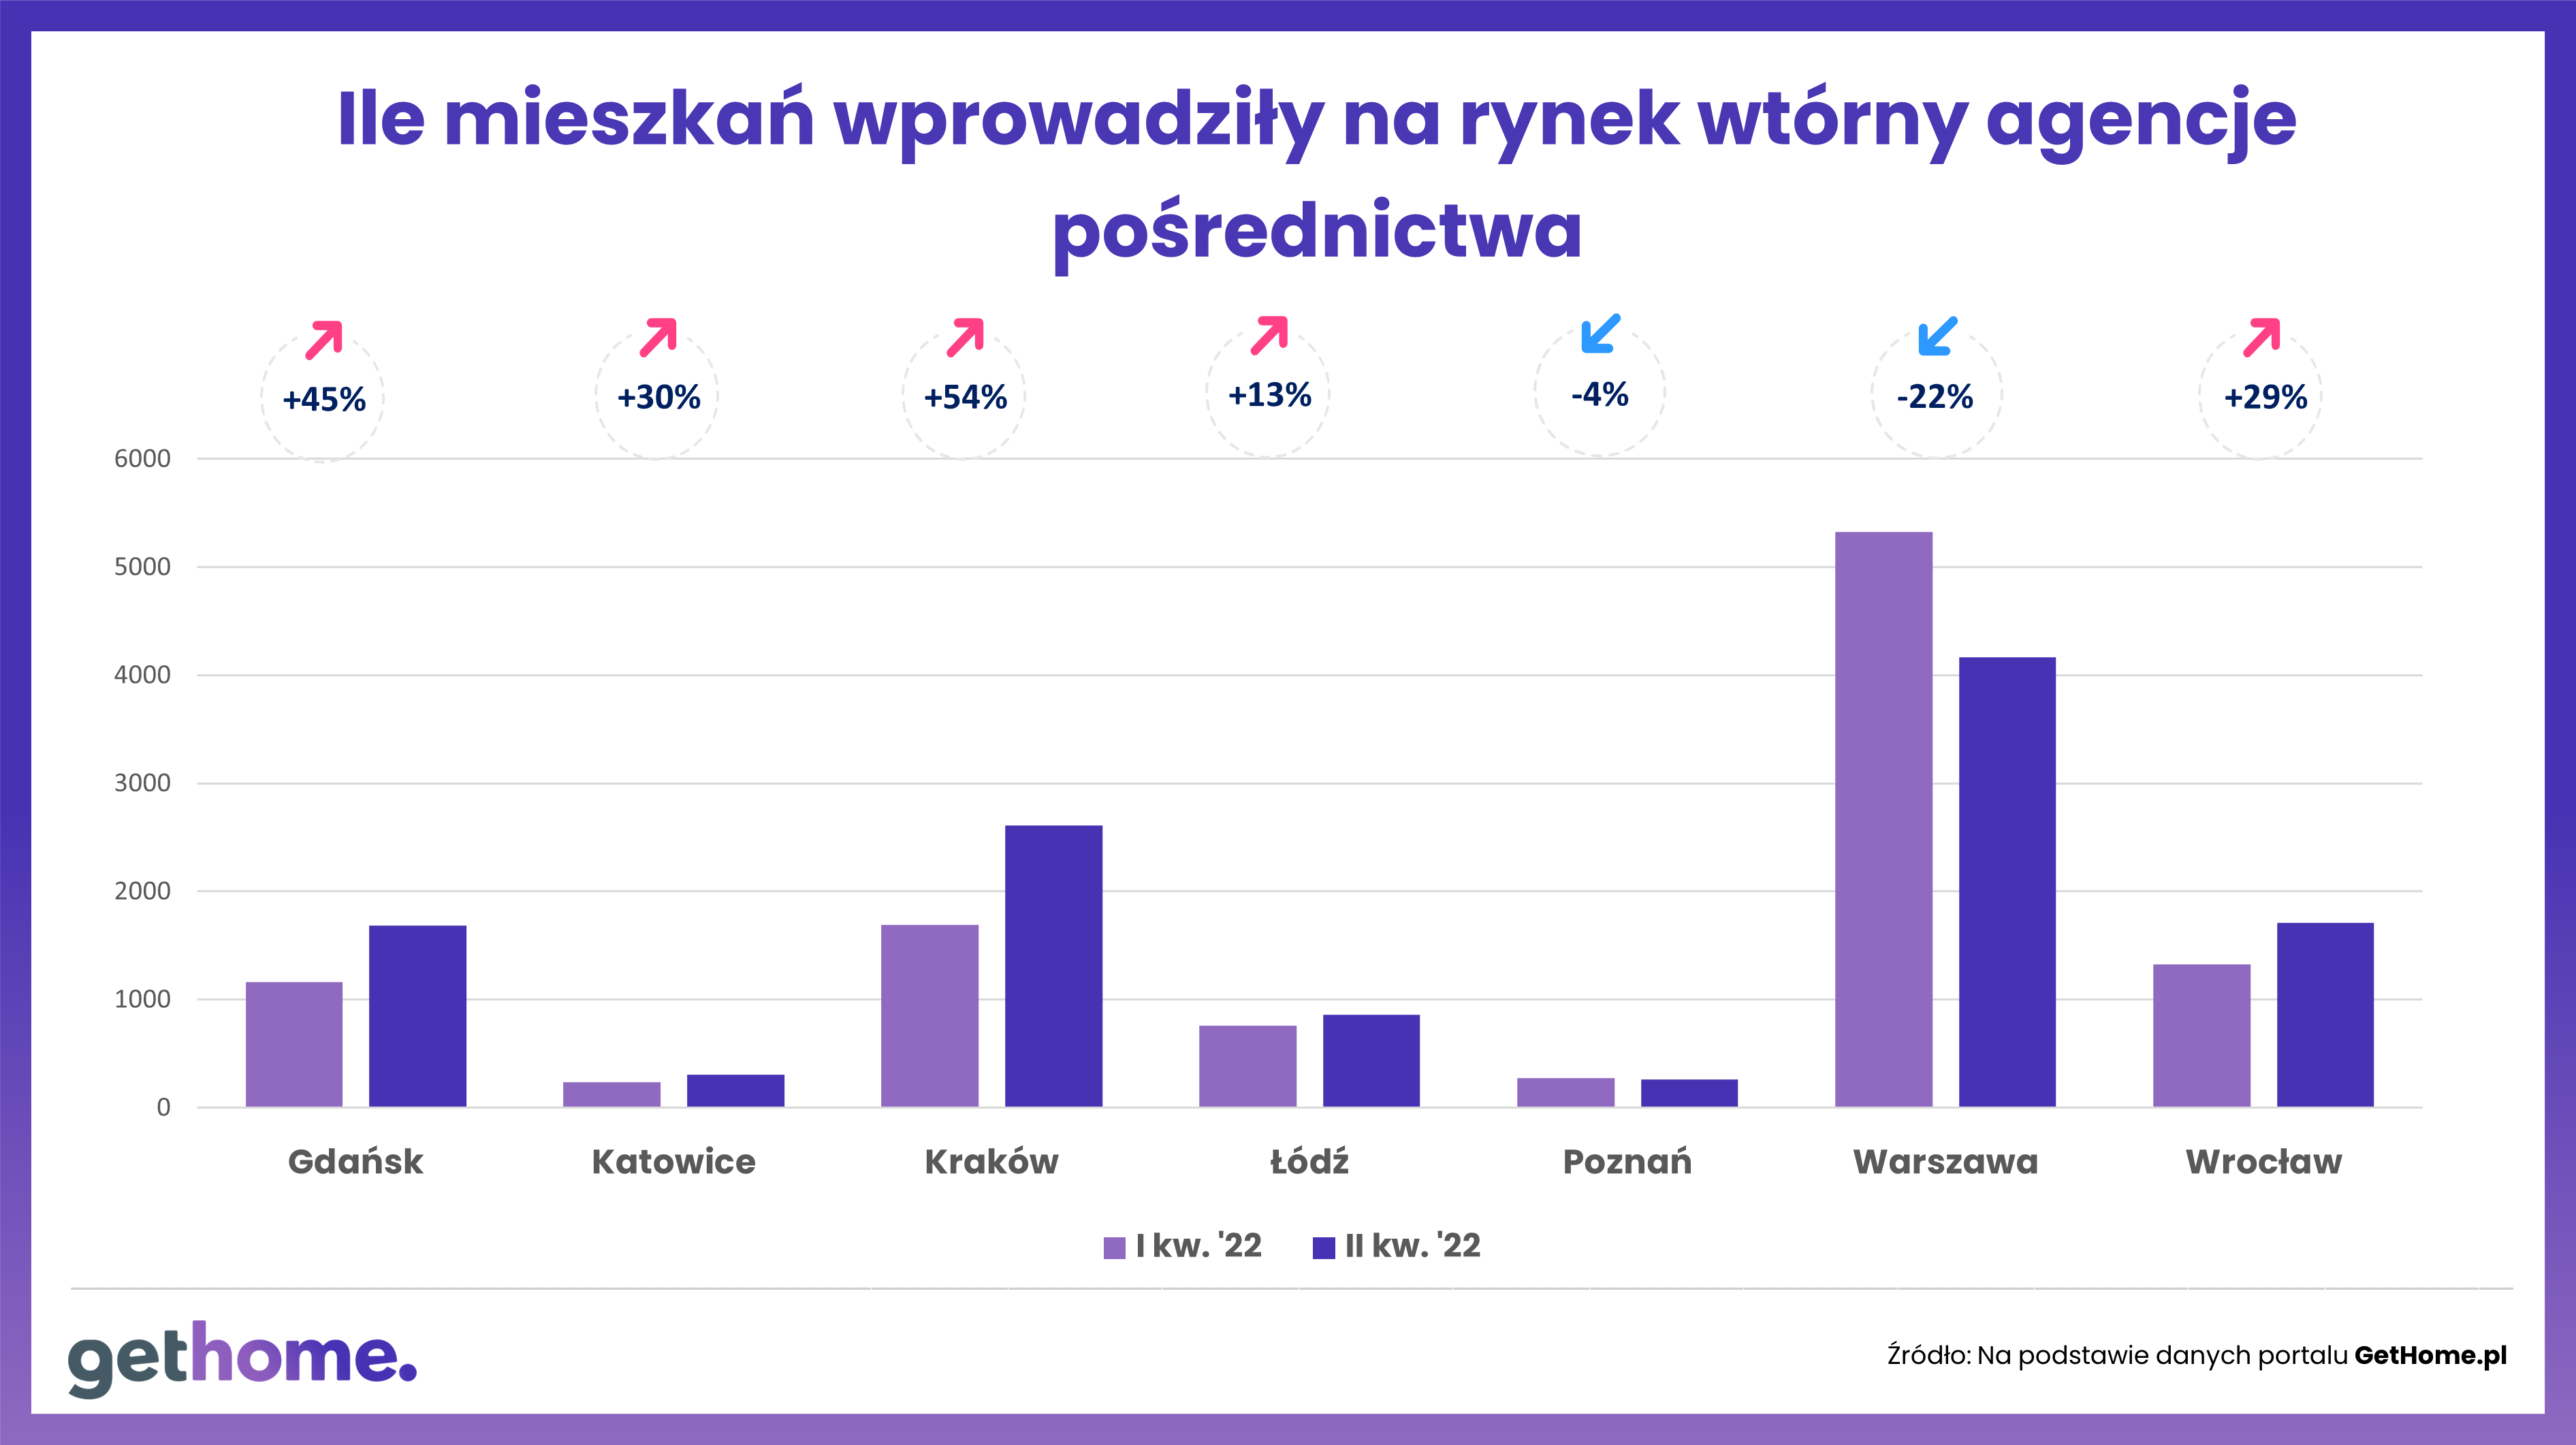 Ile mieszkań wprowadziły na rynek wtórny agencje
pośrednictwa
+45% +30% +54% +13% -4% -22% +29%
6000
5000
4000
3000
2000
1000
0
Gdańsk Katowice Kraków Łódź Poznań Warszawa Wrocław
I kw. '22 II kw. '22
gethome.
Źródło: Na podstawie danych portalu GetHome.pl